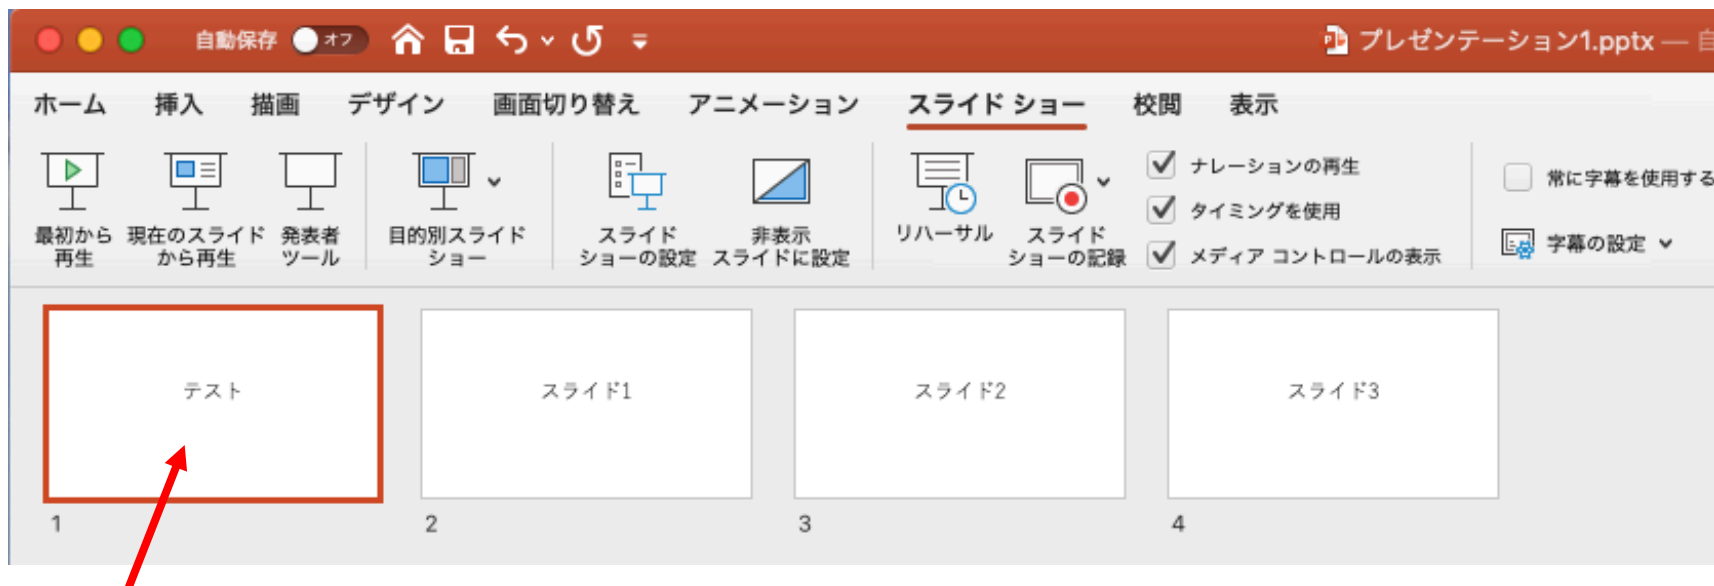 自動保存 オフ
プレゼンテーション1.pptx —
ホーム 挿入 描画 デザイン 画面切り替え アニメーション スライド ショー 校閲 表示
最初から
再生
現在のスライド
から再生
発表者
ツール
目的別スライド
ショー
スライド
ショーの設定
非表示
スライドに設定
リハーサル
スライド
ショーの記録
ナレーションの再生
タイミングを使用
メディア コントロールの表示
常に字幕を使用する
字幕の設定
テスト
スライド1
スライド2
スライド3
1
2
3
4